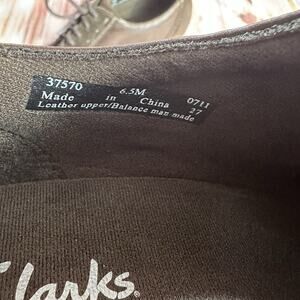 37570 6.5M 0711
Made in China 27
Leather upper/Balance man made
Clarks